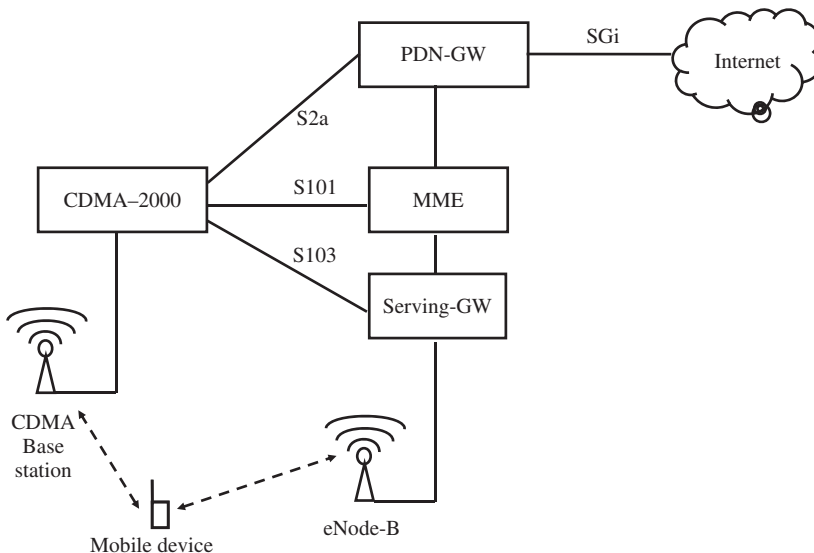 SGi
PDN-GW
Internet
S2a
S101
CDMA–2000
MME
S103
Serving-GW
CDMA
Base
station
eNode-B
Mobile device